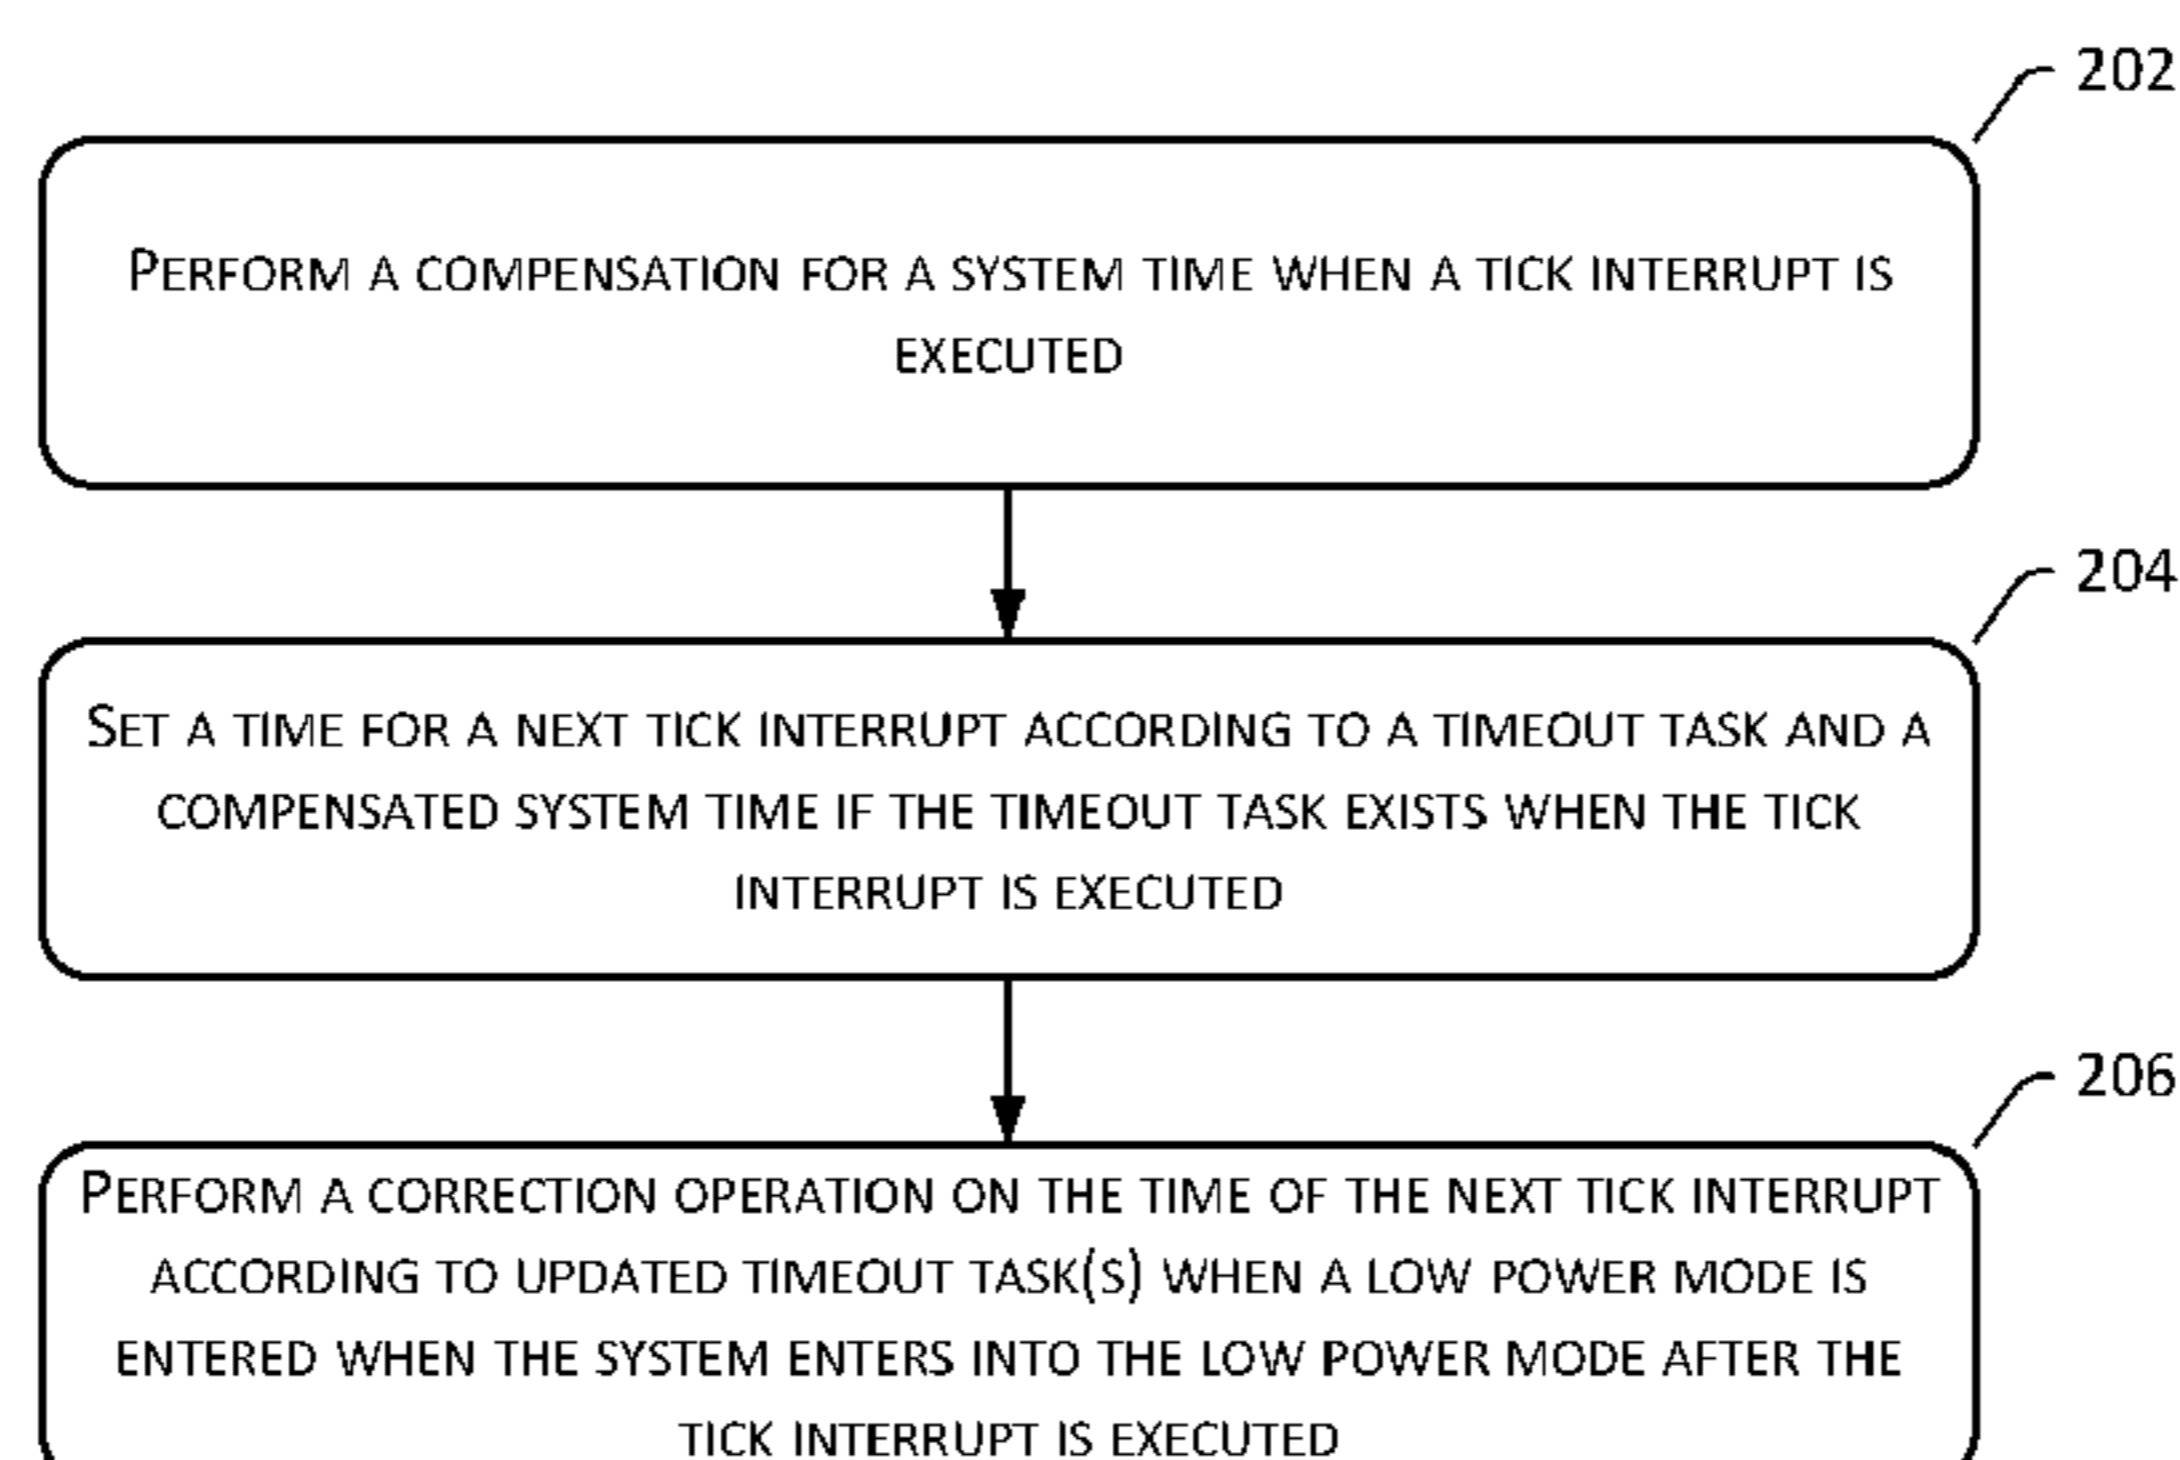 202
PERFORM A COMPENSATION FOR A SYSTEM TIME WHEN A TICK INTERRUPT IS
EXECUTED
204
SET A TIME FOR A NEXT TICK INTERRUPT ACCORDING TO A TIMEOUT TASK AND A
COMPENSATED SYSTEM TIME IF THE TIMEOUT TASK EXISTS WHEN THE TICK
INTERRUPT IS EXECUTED
206
PERFORM A CORRECTION OPERATION ON THE TIME OF THE NEXT TICK INTERRUPT
ACCORDING TO UPDATED TIMEOUT TASK(S) WHEN A LOW POWER MODE IS
ENTERED WHEN THE SYSTEM ENTERS INTO THE LOW POWER MODE AFTER THE
TICK INTERRUPT IS EXECUTED